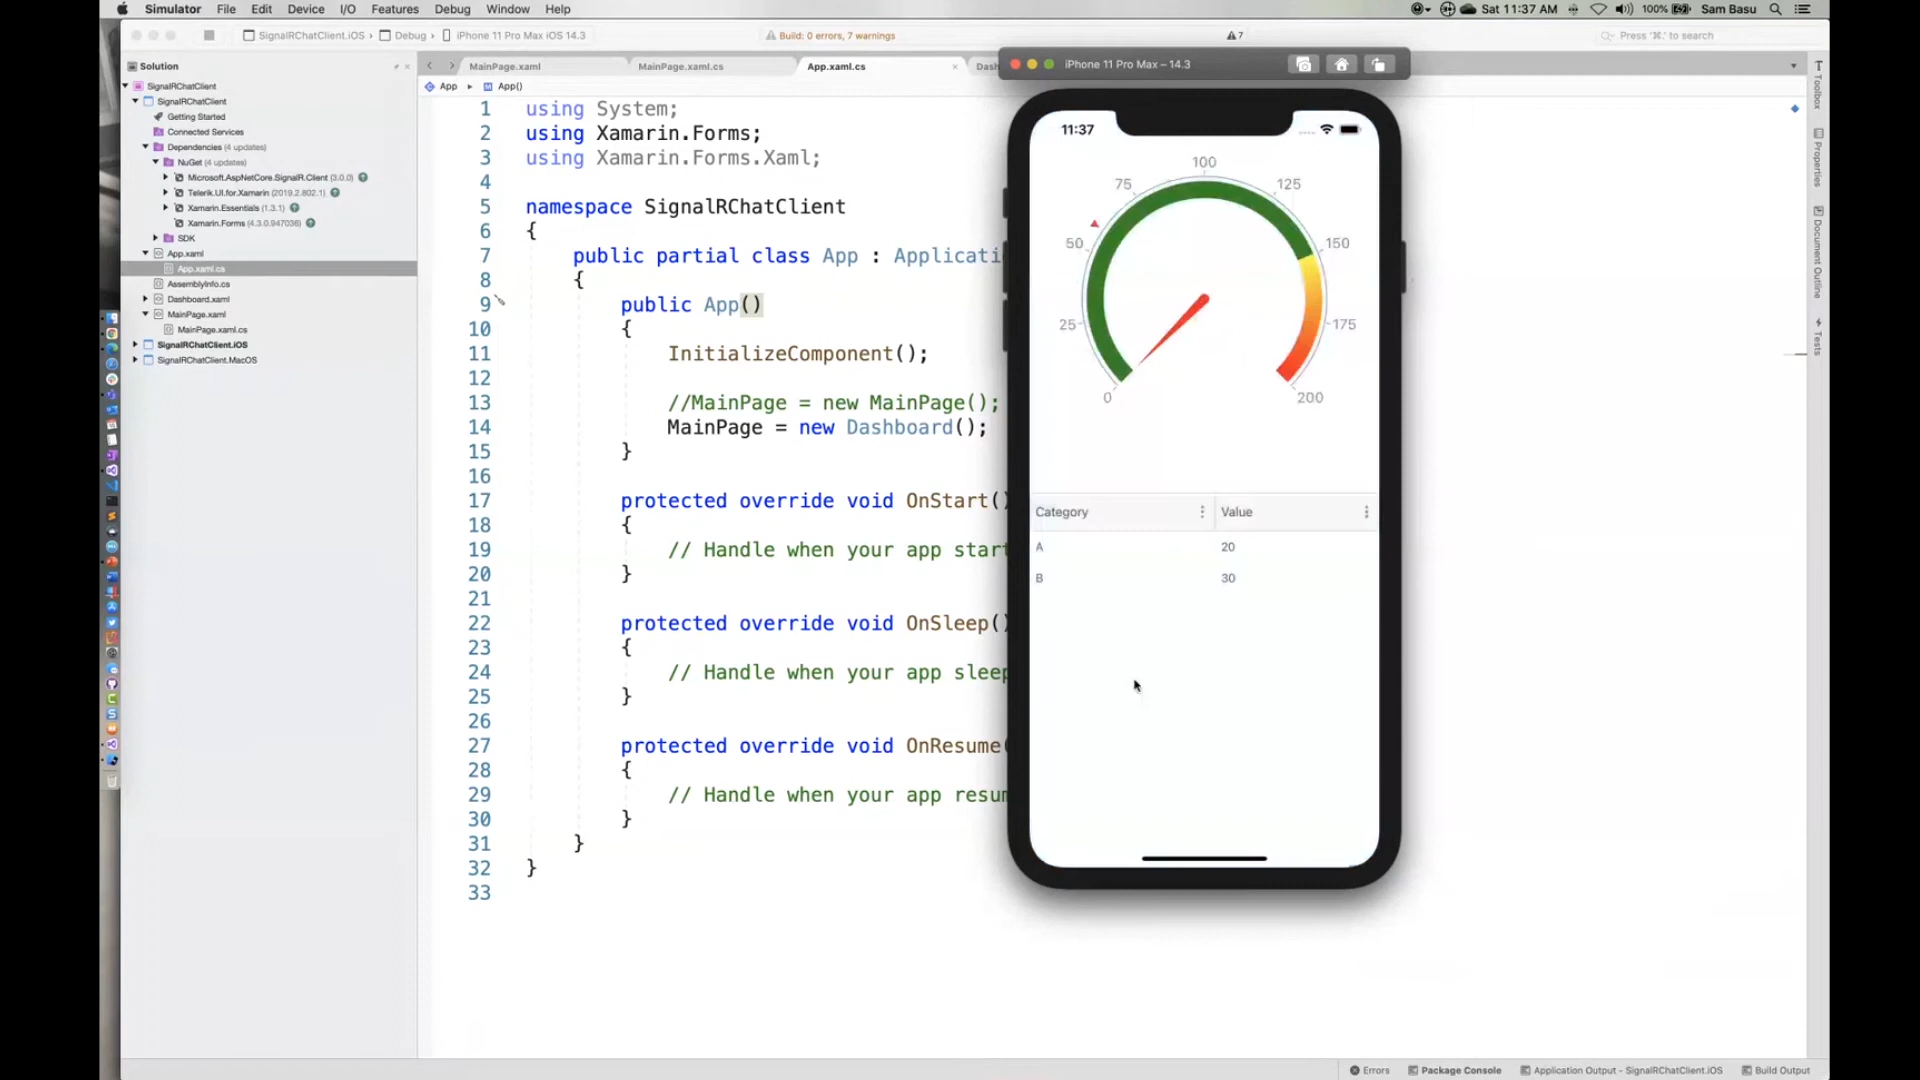 Simulator File Edit Device I/O Features Debug Window Help
Sat 11:37 AM 100% Sam Basu
SignalRChatClient.iOS Debug iPhone 11 Pro Max iOS 14.3
Build: 0 errors, 7 warnings
7
Press '⌘.' to search
Solution
SignalRChatClient
SignalRChatClient
Getting Started
Connected Services
Dependencies (4 updates)
NuGet (4 updates)
Microsoft.AspNetCore.SignalR.Client (3.0.0)
Telerik.UI.for.Xamarin (2019.2.802.1)
Xamarin.Essentials (1.3.1)
Xamarin.Forms (4.3.0.947036)
SDK
App.xaml
App.xaml.cs
AssemblyInfo.cs
Dashboard.xaml
MainPage.xaml
MainPage.xaml.cs
SignalRChatClient.iOS
SignalRChatClient.MacOS
MainPage.xaml MainPage.xaml.cs App.xaml.cs Dash
App App()
1 using System;
2 using Xamarin.Forms;
3 using Xamarin.Forms.Xaml;
4
5 namespace SignalRChatClient
6 {
7 public partial class App : Applicati
8 {
9 public App()
10 {
11 InitializeComponent();
12
13 //MainPage = new MainPage();
14 MainPage = new Dashboard();
15 }
16
17 protected override void OnStart()
18 {
19 // Handle when your app start
20 }
21
22 protected override void OnSleep()
23 {
24 // Handle when your app sleep
25 }
26
27 protected override void OnResume(
28 {
29 // Handle when your app resum
30 }
31 }
32 }
33
iPhone 11 Pro Max – 14.3
11:37
100
75 125
50 150
25 175
0 200
Category Value
A 20
B 30
Toolbox
Properties
Document Outline
Tests
Errors Package Console Application Output - SignalRChatClient.iOS Build Output